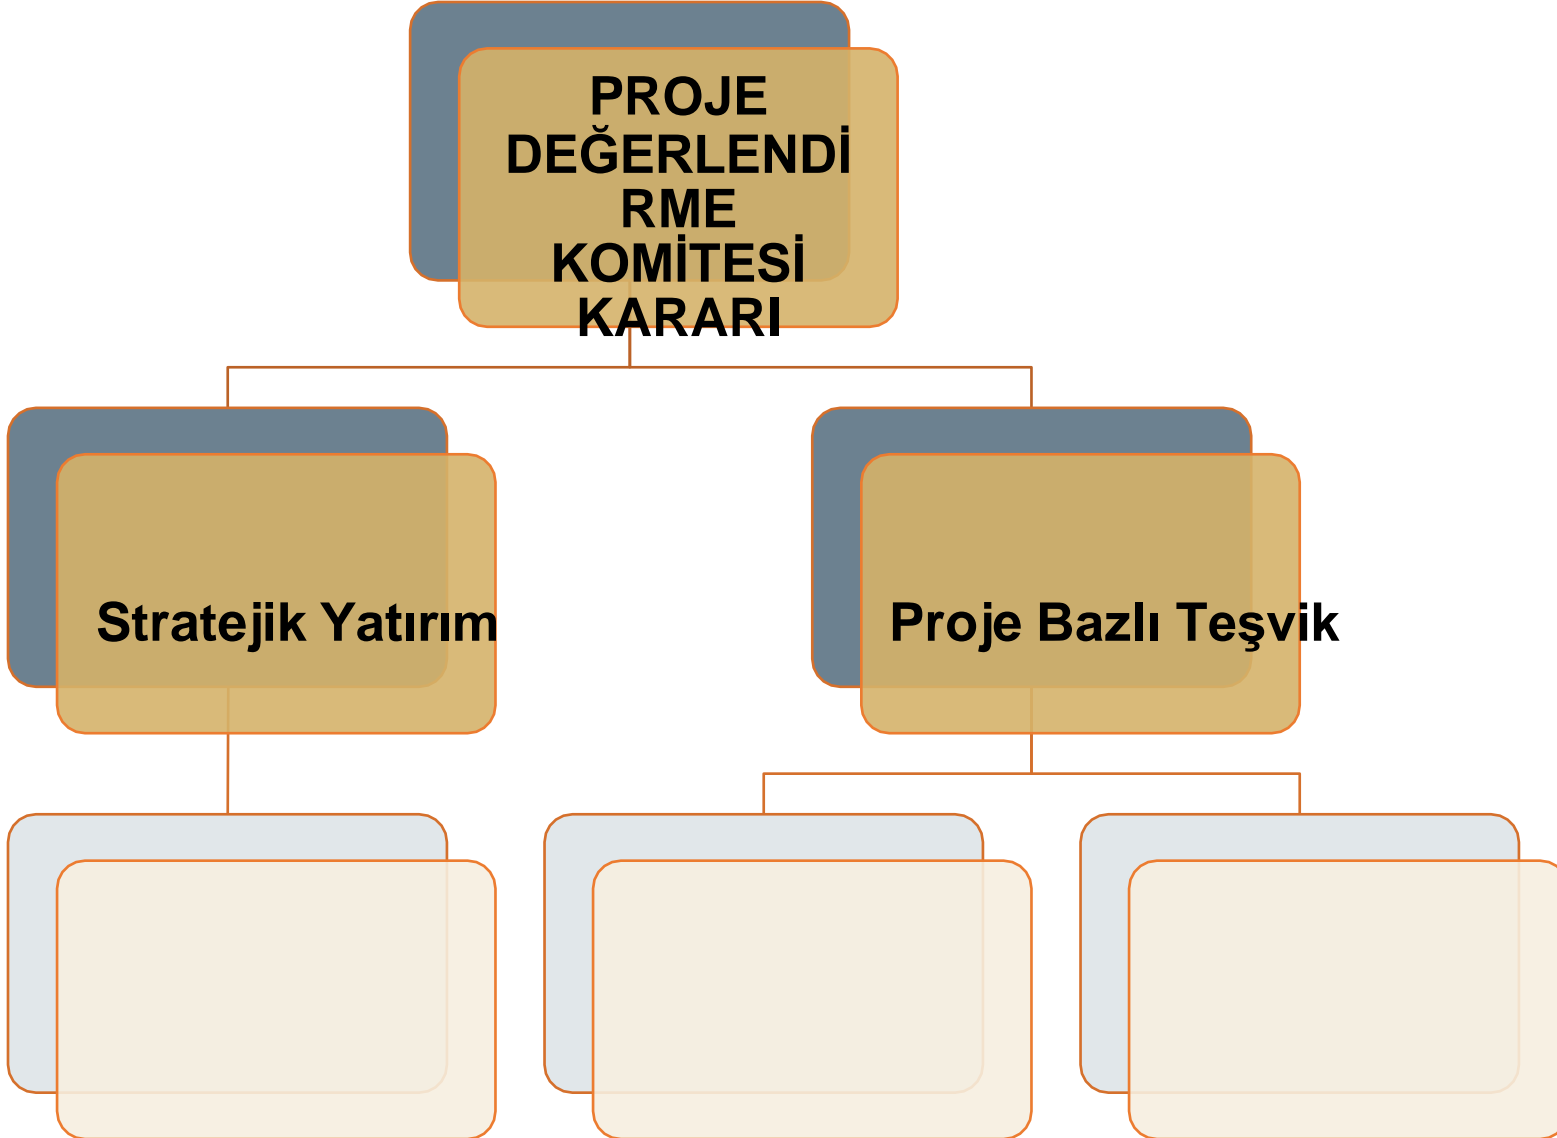 PROJE
DEĞERLENDİ
RME
KOMİTESİ
KARARI
Stratejik Yatırım
Proje Bazlı Teşvik